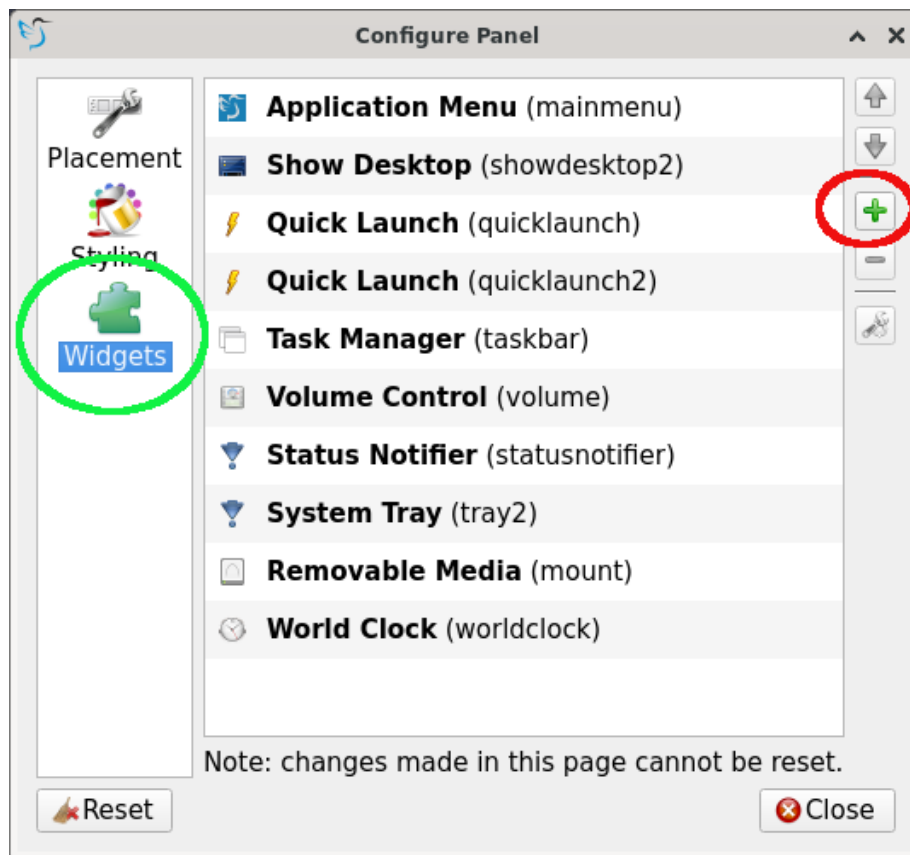 Configure Panel
Placement
Styling
Widgets
Application Menu (mainmenu)
Show Desktop (showdesktop2)
Quick Launch (quicklaunch)
Quick Launch (quicklaunch2)
Task Manager (taskbar)
Volume Control (volume)
Status Notifier (statusnotifier)
System Tray (tray2)
Removable Media (mount)
World Clock (worldclock)
Note: changes made in this page cannot be reset.
Reset
Close